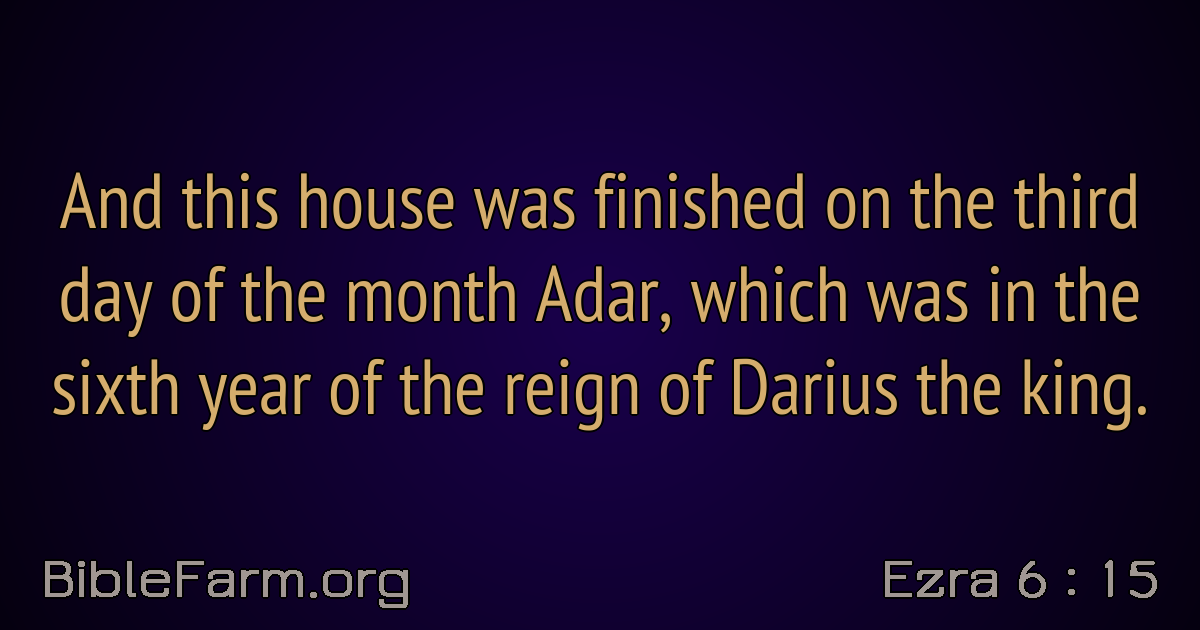 And this house was finished on the third
day of the month Adar, which was in the
sixth year of the reign of Darius the king.
BibleFarm.org
Ezra 6 : 15